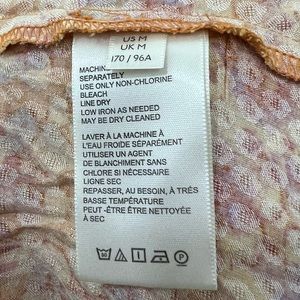 US M
UK M
170 / 96A
MACHINE
SEPARATELY
USE ONLY NON-CHLORINE
BLEACH
LINE DRY
LOW IRON AS NEEDED
MAY BE DRY CLEANED
LAVER À LA MACHINE À
L'EAU FROIDE SÉPARÉMENT
UTILISER UN AGENT
DE BLANCHIMENT SANS
CHLORE SI NÉCESSAIRE
LIGNE SEC
REPASSER, AU BESOIN, À TRÉS
BASSE TEMPÉRATURE
PEUT -ÊTRE ÊTRE NETTOYÉE
À SEC
30
P